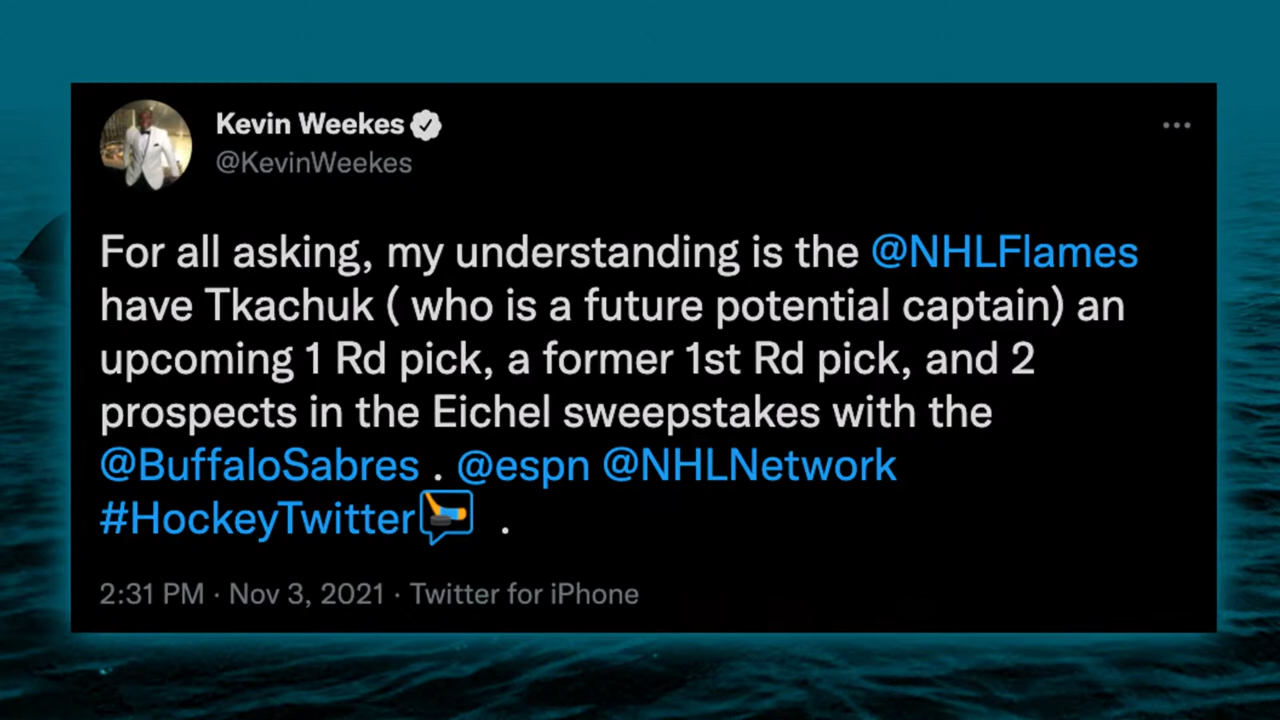 Kevin Weekes
@KevinWeekes
For all asking, my understanding is the @NHLFlames
have Tkachuk ( who is a future potential captain) an
upcoming 1 Rd pick, a former 1st Rd pick, and 2
prospects in the Eichel sweepstakes with the
@BuffaloSabres . @espn @NHLNetwork
#HockeyTwitter .
2:31 PM · Nov 3, 2021 · Twitter for iPhone